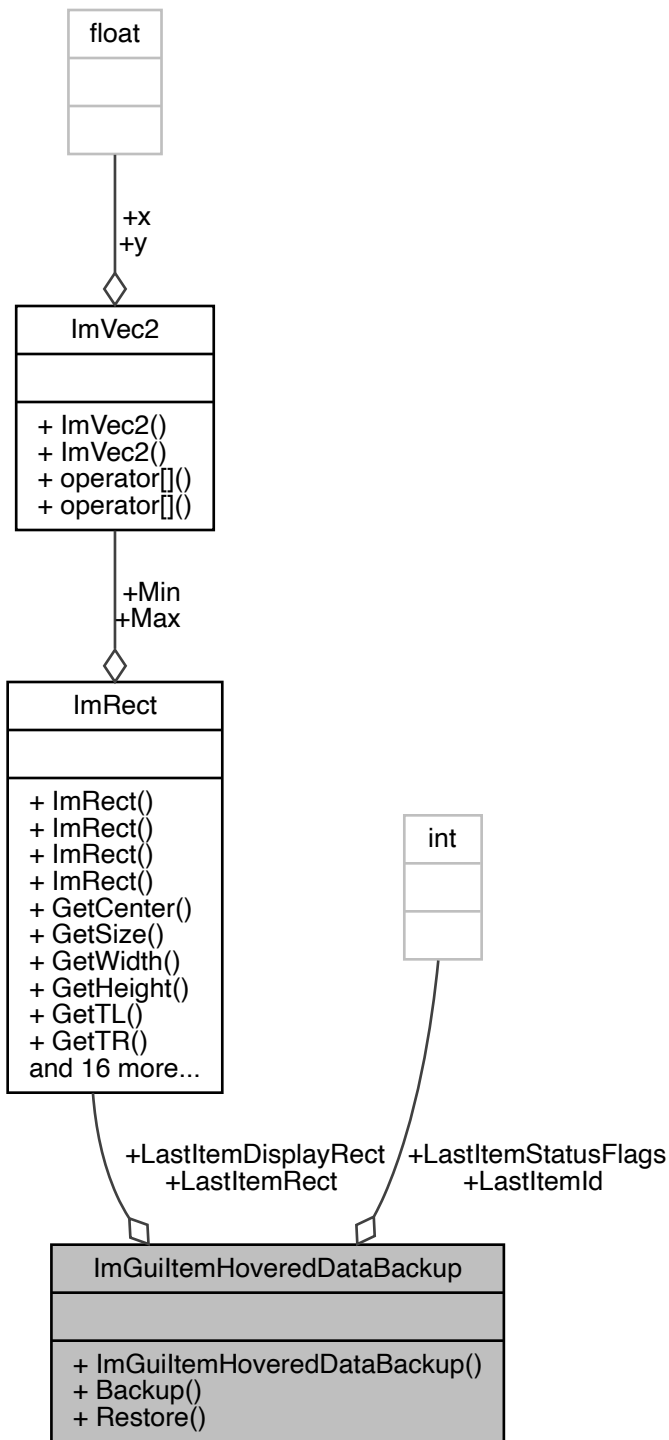 float
+x
+y
ImVec2
+ ImVec2()
+ ImVec2()
+ operator[]()
+ operator[]()
+Min
+Max
ImRect
+ ImRect()
+ ImRect()
+ ImRect()
+ ImRect()
+ GetCenter()
+ GetSize()
+ GetWidth()
+ GetHeight()
+ GetTL()
+ GetTR()
and 16 more...
int
+LastItemDisplayRect
+LastItemRect
+LastItemStatusFlags
+LastItemId
ImGuiItemHoveredDataBackup
+ ImGuiItemHoveredDataBackup()
+ Backup()
+ Restore()